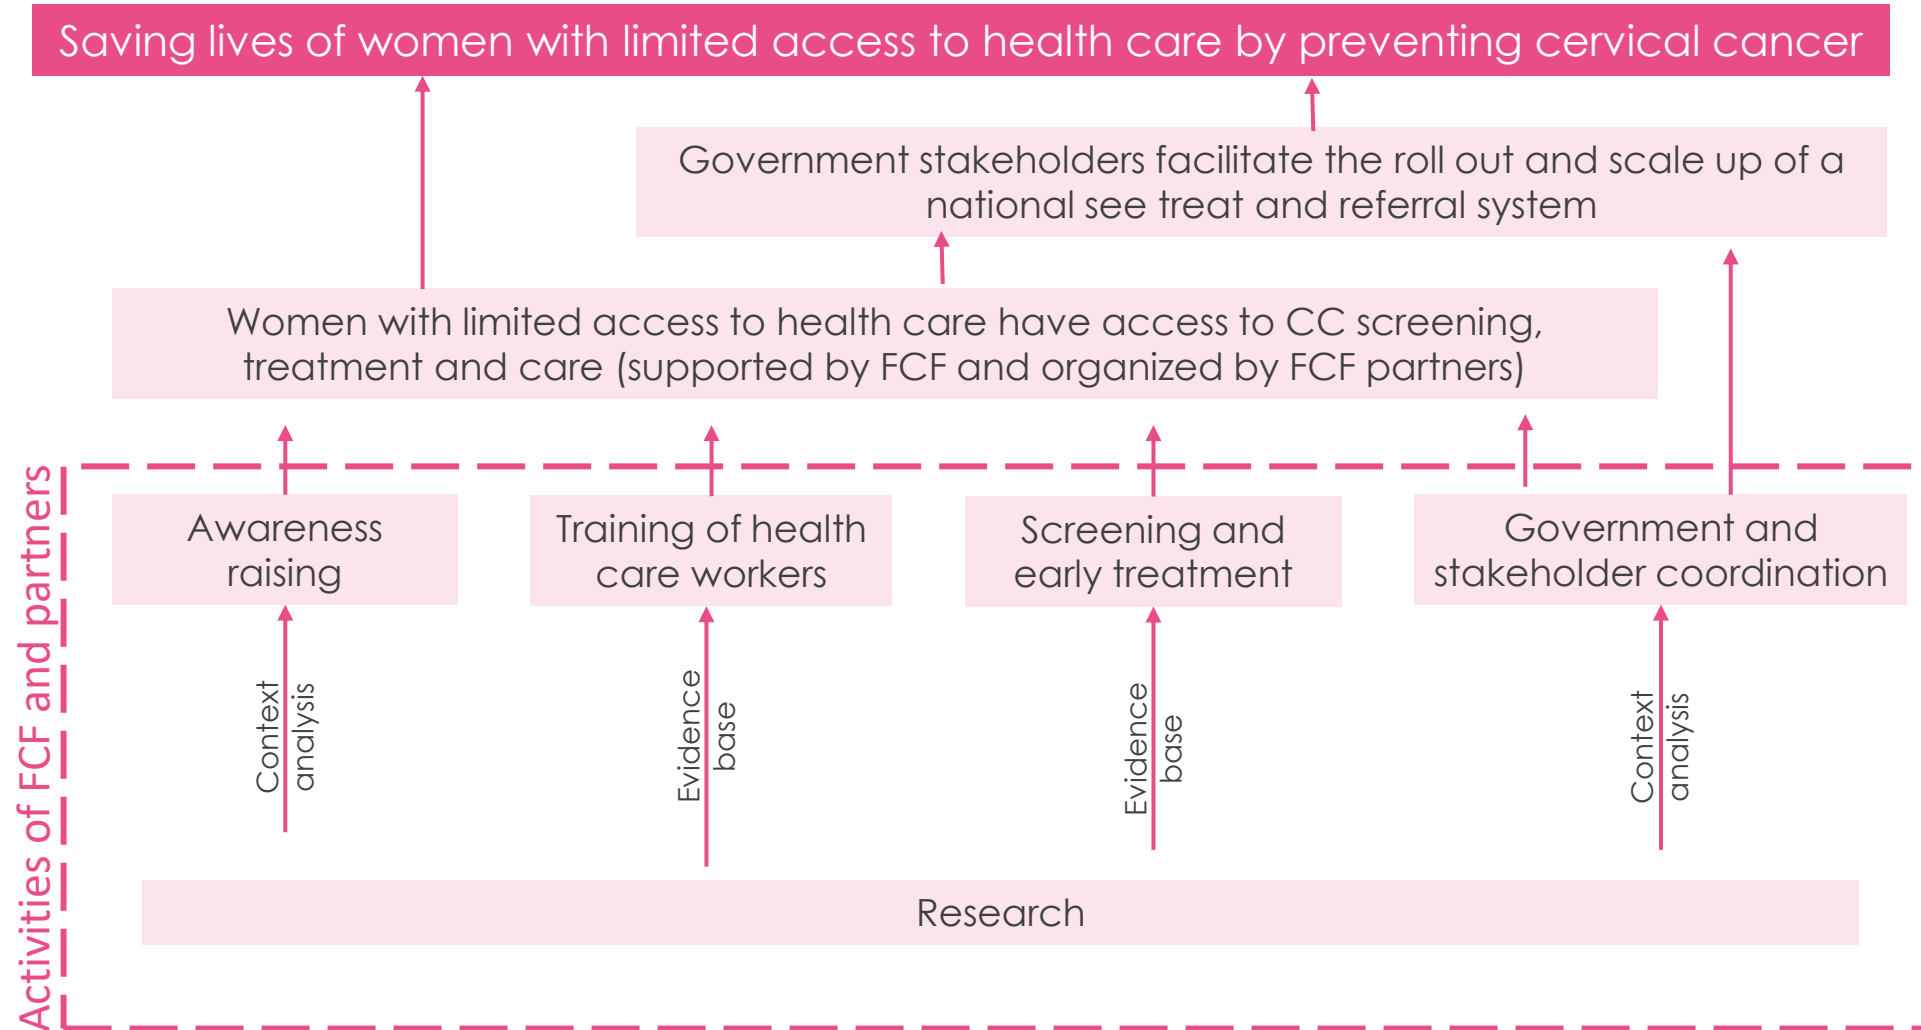 Saving lives of women with limited access to health care by preventing cervical cancer
Government stakeholders facilitate the roll out and scale up of a
national see treat and referral system
Women with limited access to health care have access to CC screening,
treatment and care (supported by FCF and organized by FCF partners)
Activities of FCF and partners
Awareness
raising
Training of health
care workers
Screening and
early treatment
Government and
stakeholder coordination
Context
analysis
Evidence
base
Evidence
base
Context
analysis
Research